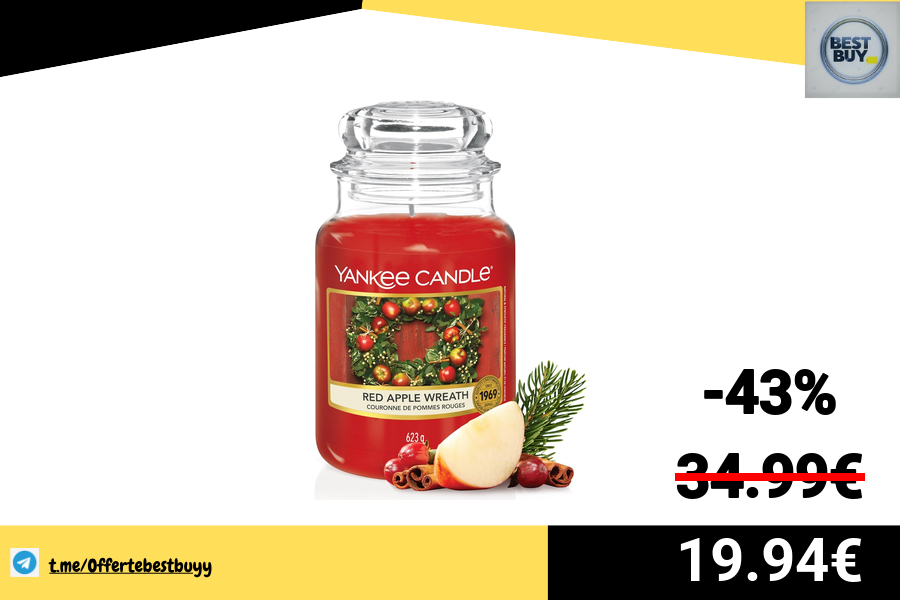 BEST
BUY
YANKEE CANDLE®
RED APPLE WREATH
COURONNE DE POMMES ROUGES
1969
623 g
-43%
34.99€
19.94€
t.me/Offertebestbuyy